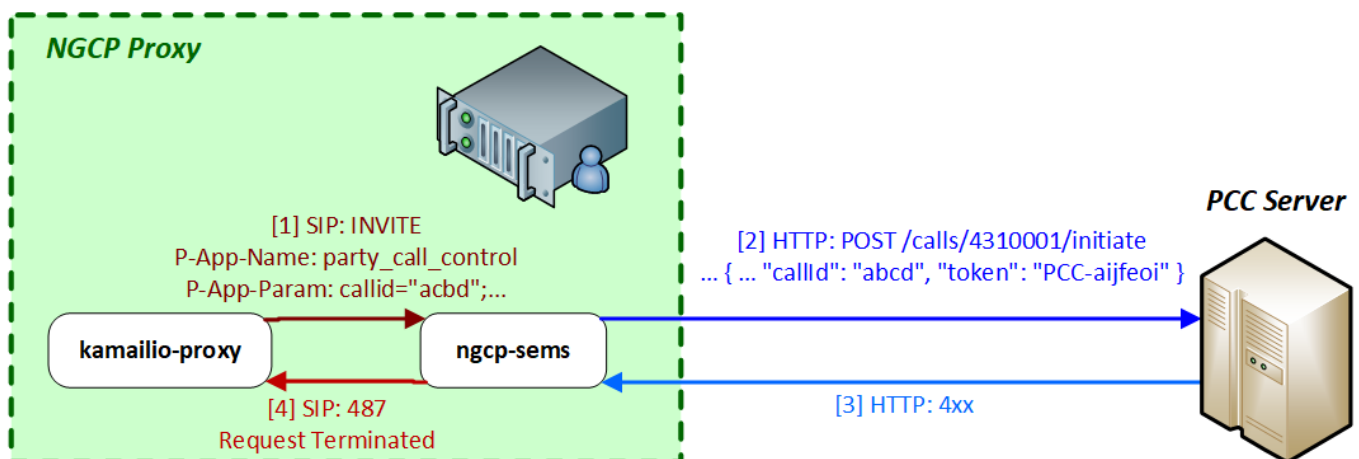 NGCP Proxy
[1] SIP: INVITE
P-App-Name: party_call_control
P-App-Param: callid="acbd";...
kamailio-proxy
ngcp-sems
[4] SIP: 487
Request Terminated
PCC Server
[2] HTTP: POST /calls/4310001/initiate
... { ... "callId": "abcd", "token": "PCC-aijfeoi" }
[3] HTTP: 4xx